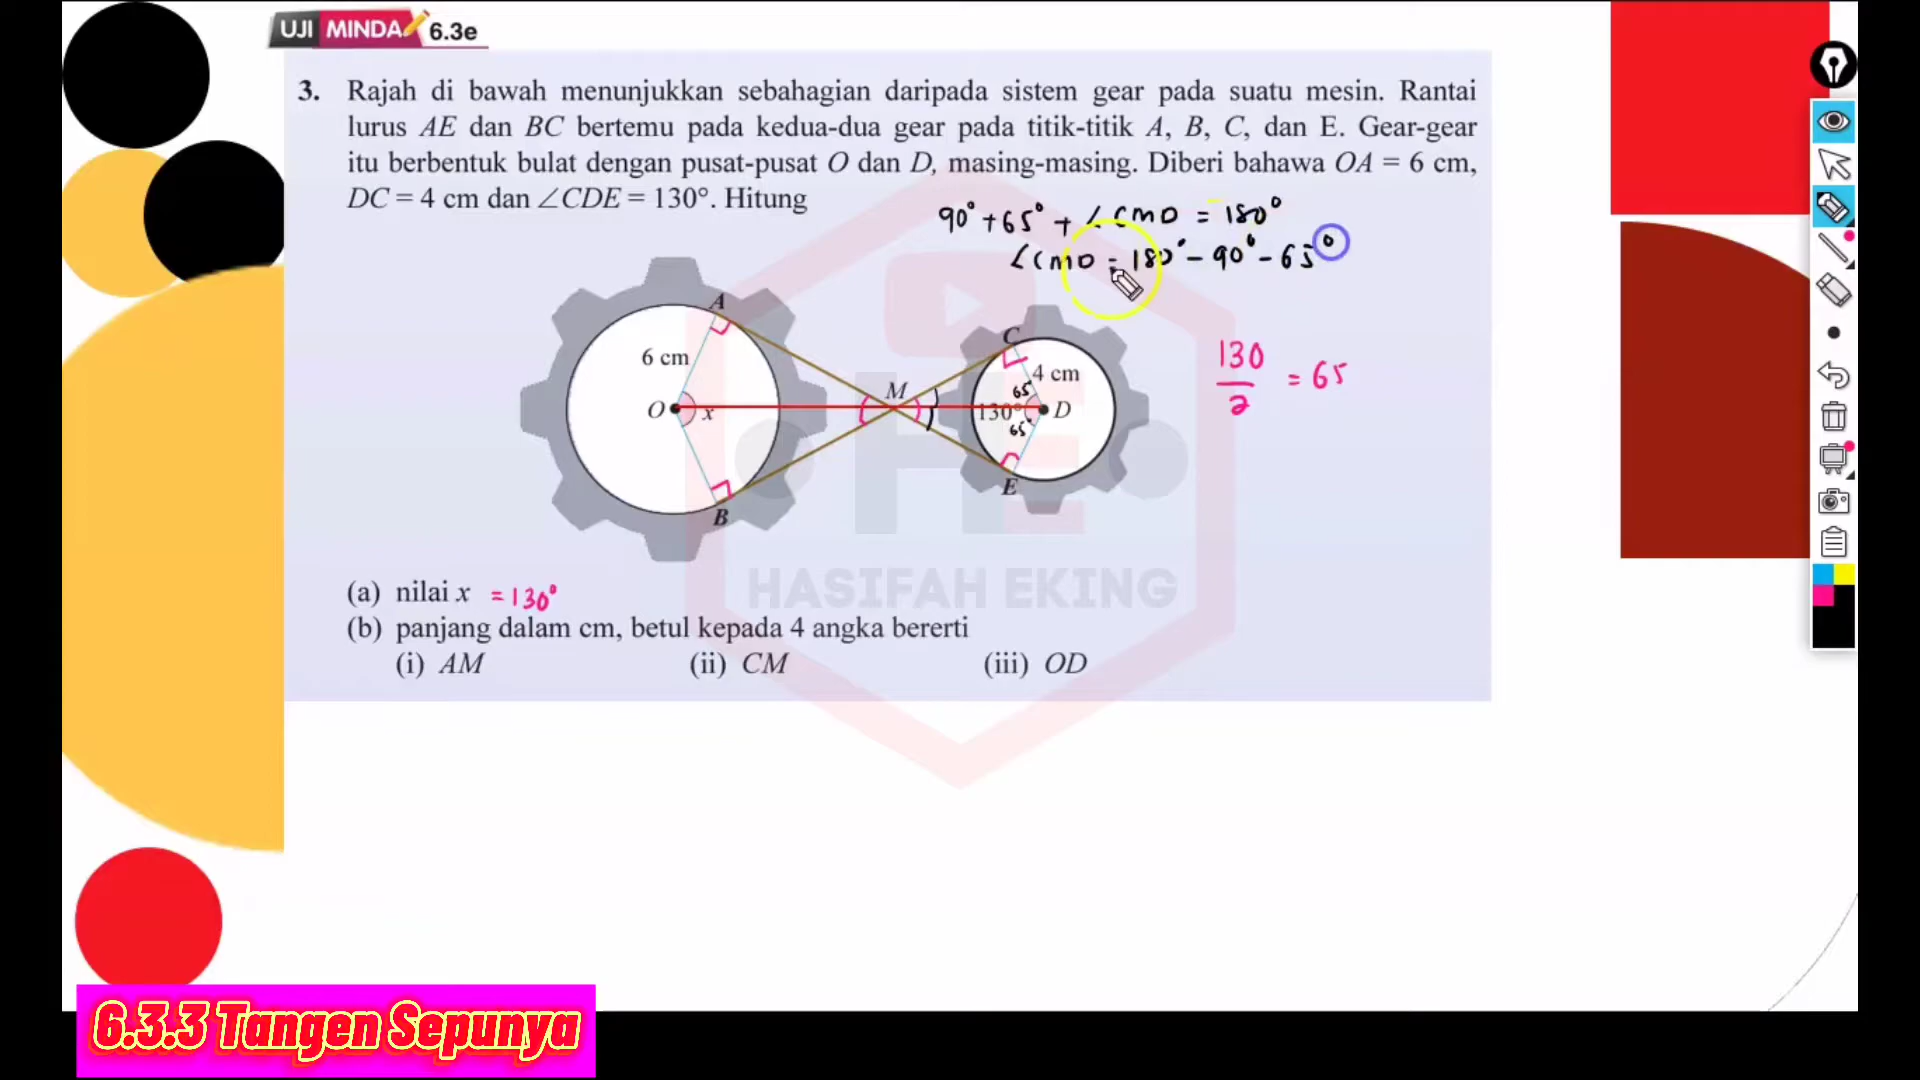 UJI MINDA 6.3e
3. Rajah di bawah menunjukkan sebahagian daripada sistem gear pada suatu mesin. Rantai
lurus AE dan BC bertemu pada kedua-dua gear pada titik-titik A, B, C, dan E. Gear-gear
itu berbentuk bulat dengan pusat-pusat O dan D, masing-masing. Diberi bahawa OA = 6 cm,
DC = 4 cm dan ∠CDE = 130°. Hitung
90° + 65° + ∠CMD = 180°
∠CMD = 180° - 90° - 65°
A
C
6 cm
4 cm
130/2 = 65
M
65°
O x
130° D
65°
E
B
HASIFAH EKING
(a) nilai x = 130°
(b) panjang dalam cm, betul kepada 4 angka bererti
(i) AM (ii) CM (iii) OD
6.3.3 Tangen Sepunya